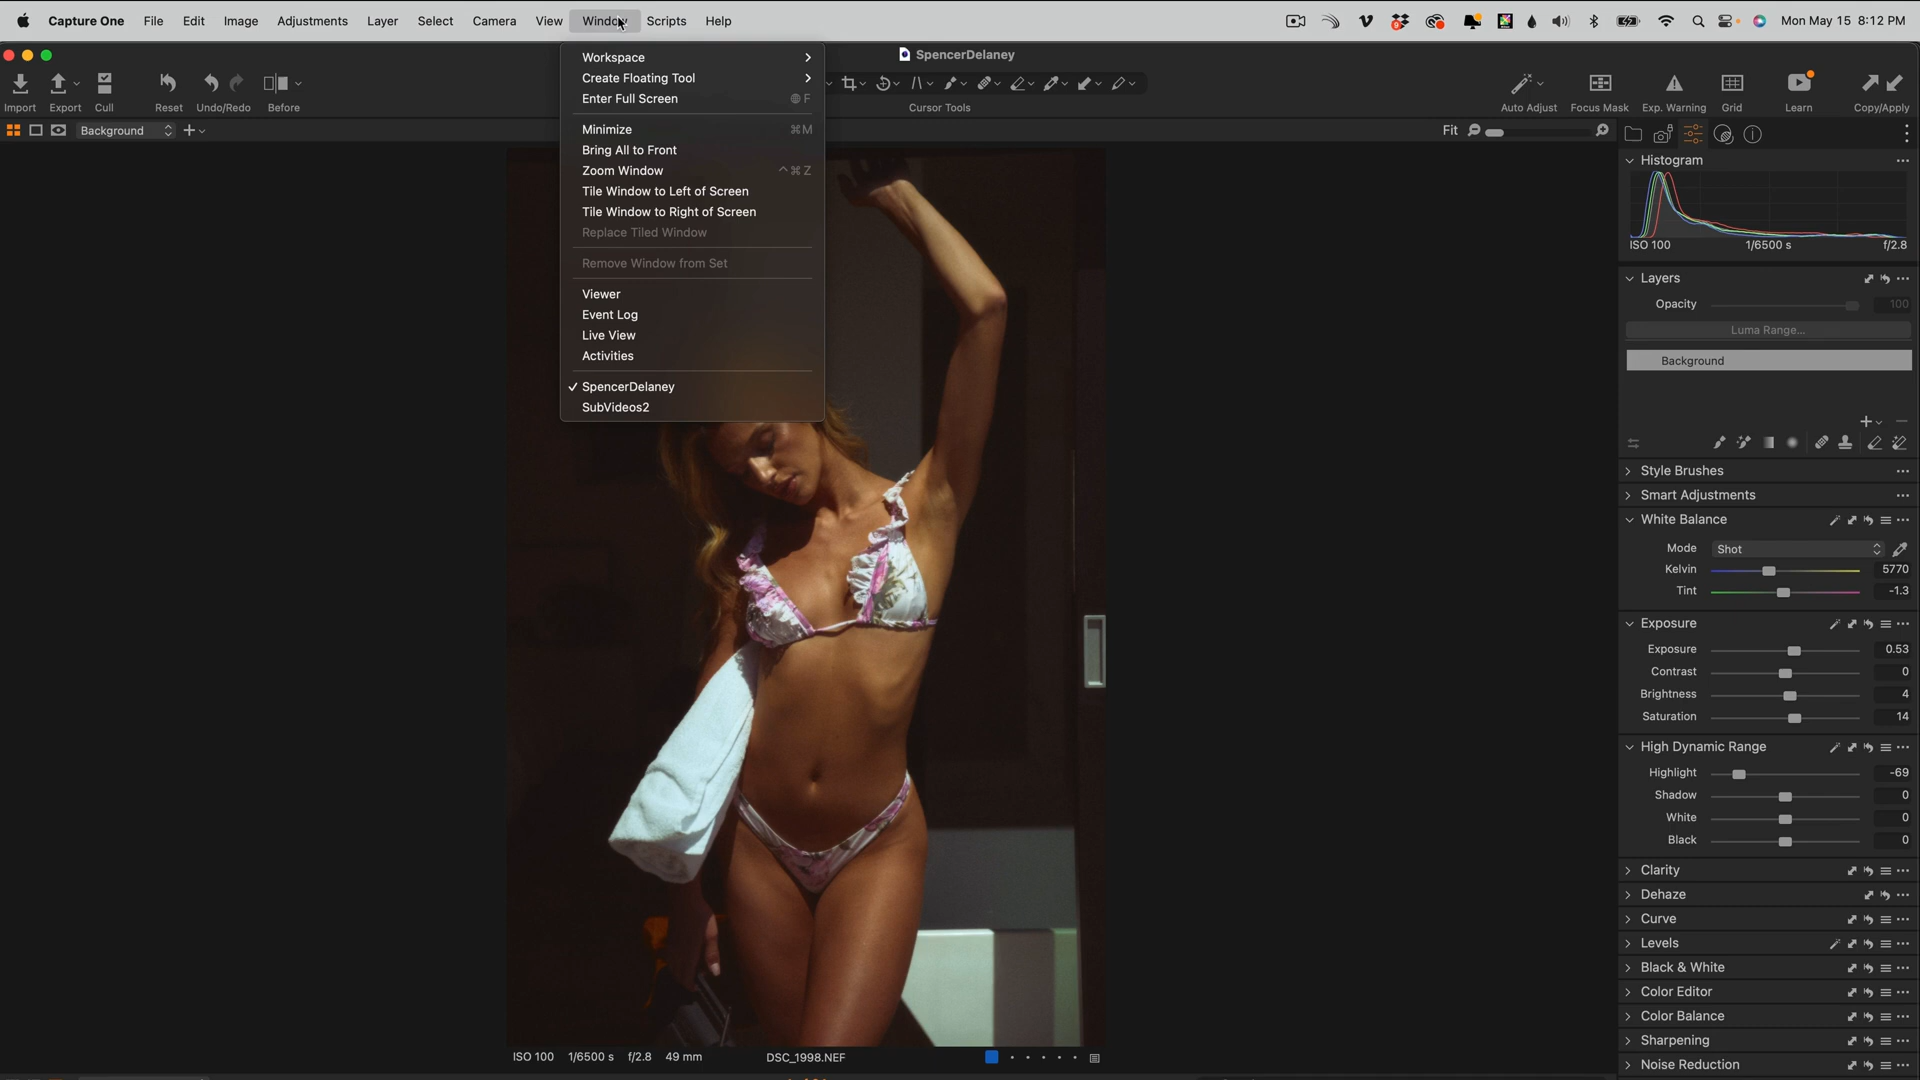 Capture One File Edit Image Adjustments Layer Select Camera View Window Scripts Help 9 Mon May 15 8:12 PM
SpencerDelaney
Import Export Cull Reset Undo/Redo Before Cursor Tools Auto Adjust Focus Mask Exp. Warning Grid Learn Copy/Apply
Background Fit
Workspace
Create Floating Tool
Enter Full Screen F
Minimize ⌘M
Bring All to Front
Zoom Window ^⌘Z
Tile Window to Left of Screen
Tile Window to Right of Screen
Replace Tiled Window
Remove Window from Set
Viewer
Event Log
Live View
Activities
✓ SpencerDelaney
SubVideos2
Histogram
ISO 100 1/6500 s f/2.8
Layers
Opacity 100
Luma Range...
Background
Style Brushes
Smart Adjustments
White Balance
Mode Shot
Kelvin 5770
Tint -1.3
Exposure
Exposure 0.53
Contrast 0
Brightness 4
Saturation 14
High Dynamic Range
Highlight -69
Shadow 0
White 0
Black 0
Clarity
Dehaze
Curve
Levels
Black & White
Color Editor
Color Balance
Sharpening
Noise Reduction
ISO 100 1/6500 s f/2.8 49 mm DSC_1998.NEF